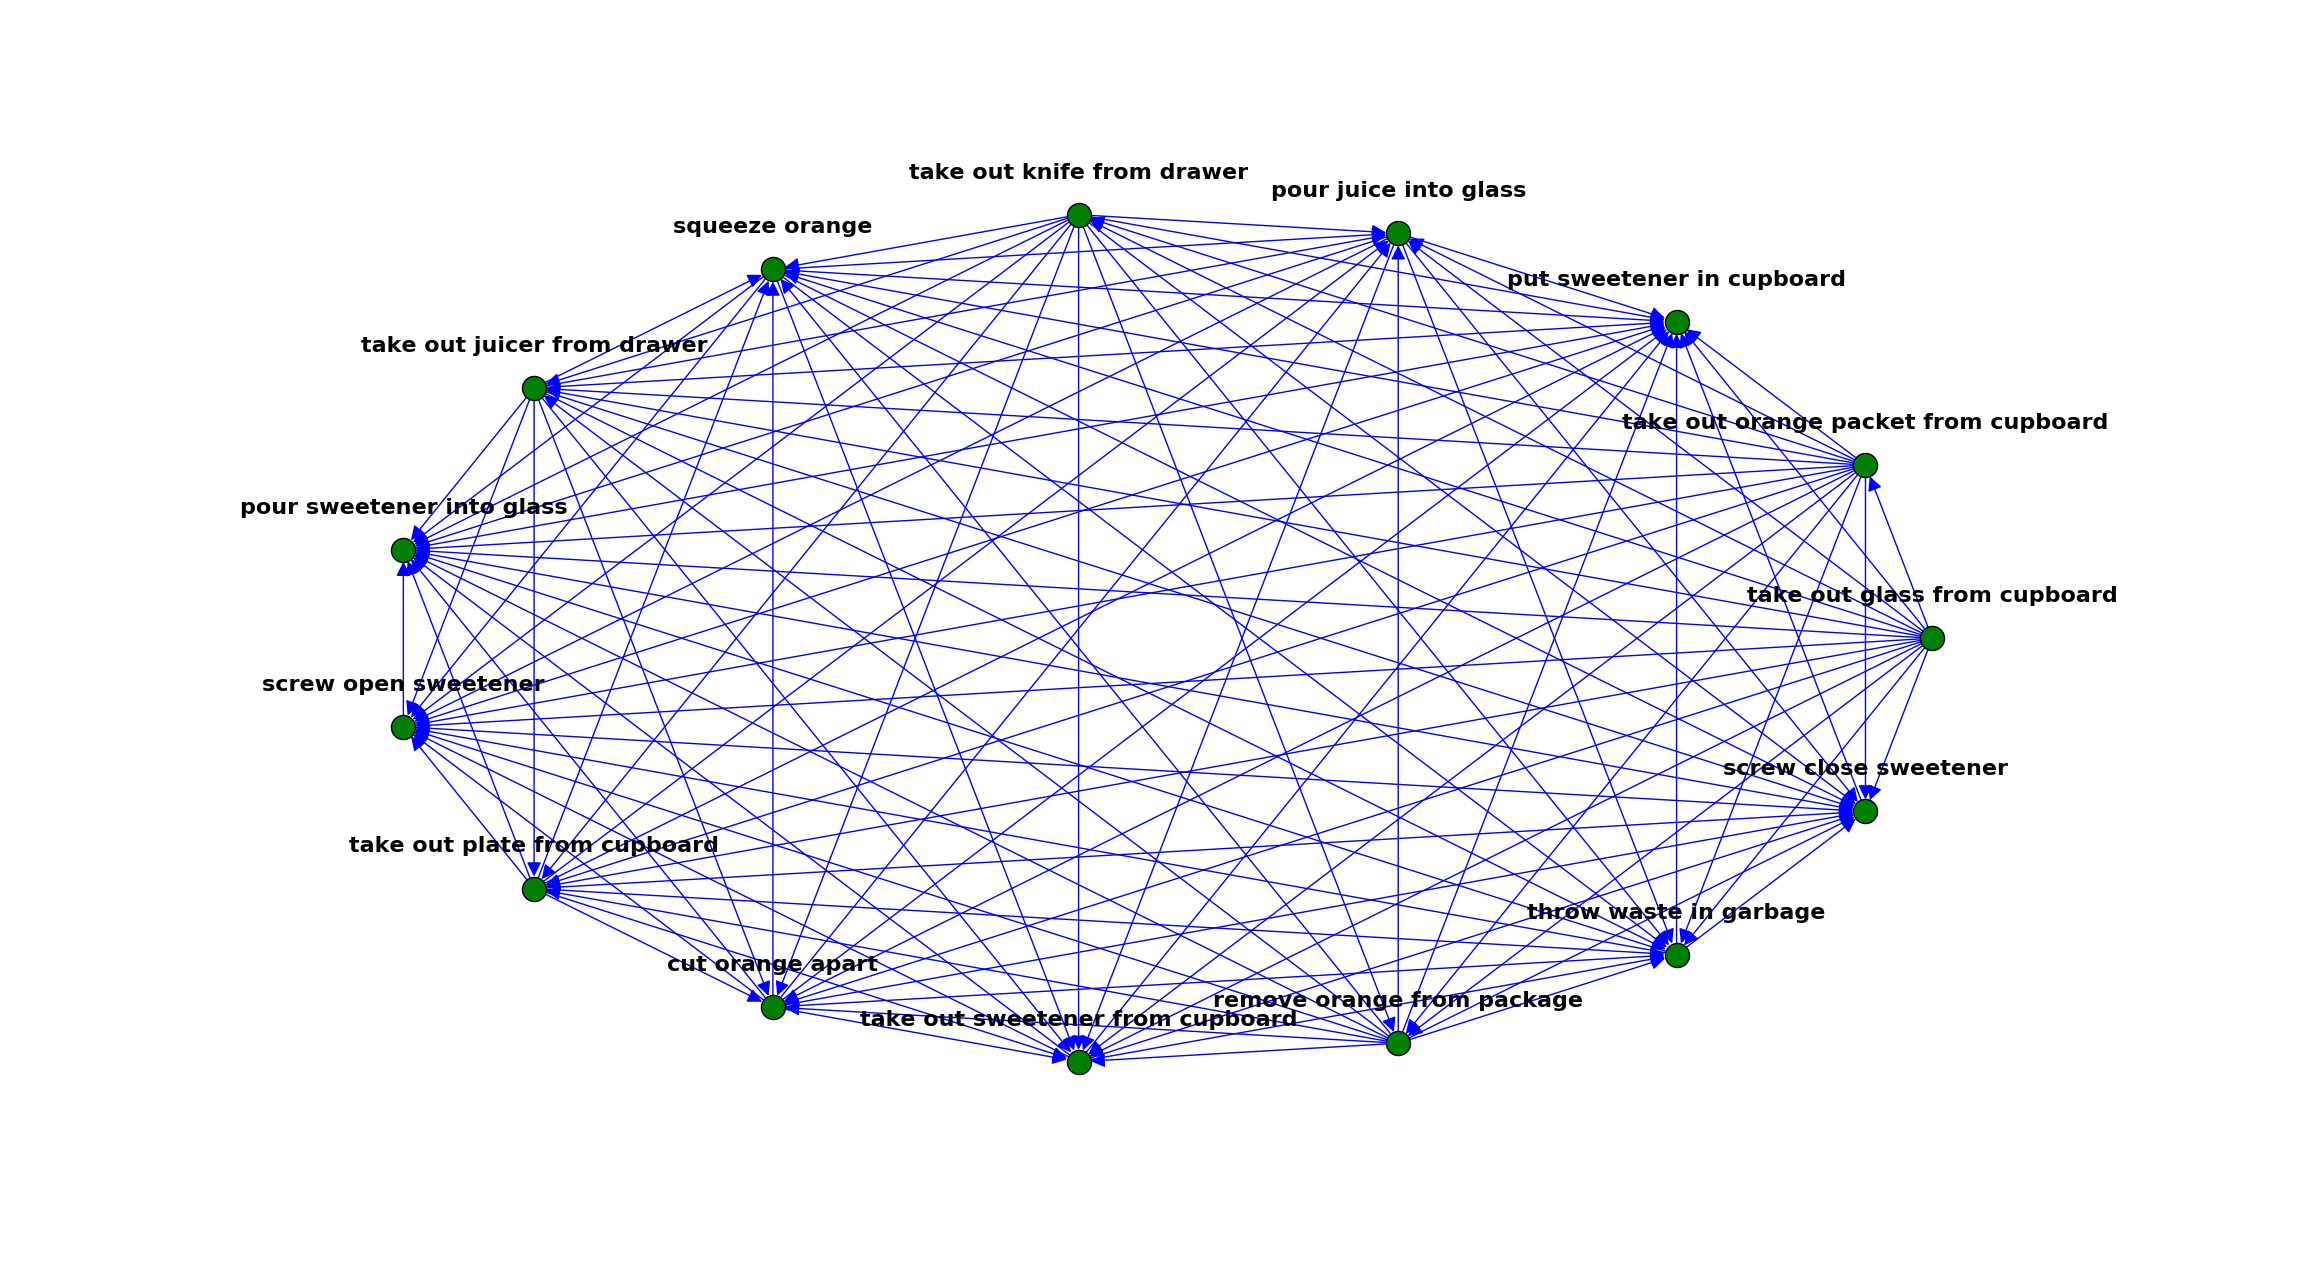 take out knife from drawer
pour juice into glass
squeeze orange
put sweetener in cupboard
take out juicer from drawer
take out orange packet from cupboard
pour sweetener into glass
take out glass from cupboard
screw open sweetener
screw close sweetener
take out plate from cupboard
throw waste in garbage
cut orange apart
remove orange from package
take out sweetener from cupboard